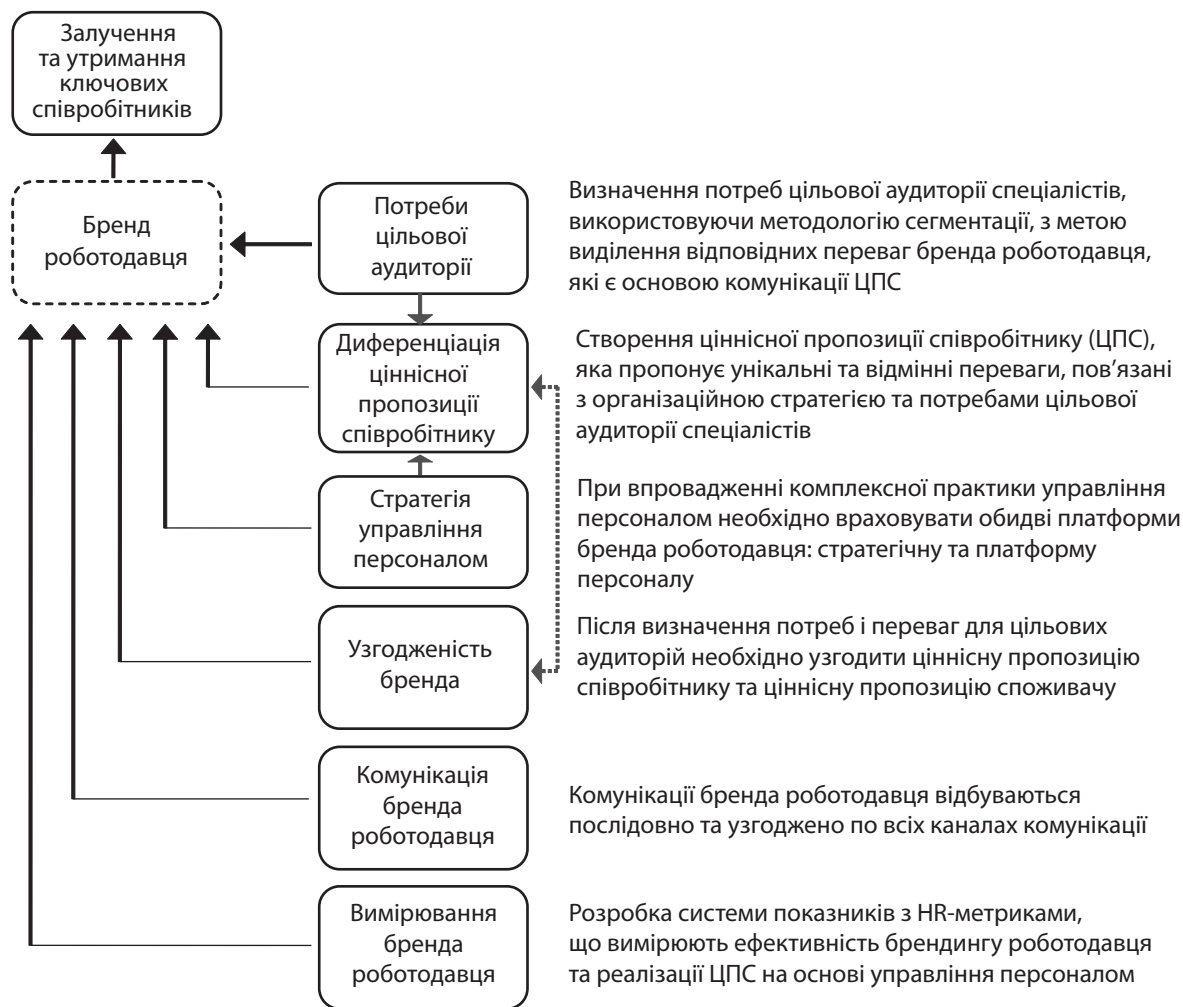 Залучення
та утримання
ключових
співробітників
Бренд
роботодавця
Потреби
цільової
аудиторії
Визначення потреб цільової аудиторії спеціалістів,
використовуючи методологію сегментації, з метою
виділення відповідних переваг бренда роботодавця,
які є основою комунікації ЦПС
Диференціація
ціннісної
пропозиції
співробітнику
Створення ціннісної пропозиції співробітнику (ЦПС),
яка пропонує унікальні та відмінні переваги, пов’язані
з організаційною стратегією та потребами цільової
аудиторії спеціалістів
Стратегія
управління
персоналом
При впровадженні комплексної практики управління
персоналом необхідно враховувати обидві платформи
бренда роботодавця: стратегічну та платформу
персоналу
Узгодженість
бренда
Після визначення потреб і переваг для цільових
аудиторій необхідно узгодити ціннісну пропозицію
співробітнику та ціннісну пропозицію споживачу
Комунікація
бренда
роботодавця
Комунікації бренда роботодавця відбуваються
послідовно та узгоджено по всіх каналах комунікації
Вимірювання
бренда
роботодавця
Розробка системи показників з HR-метриками,
що вимірюють ефективність брендингу роботодавця
та реалізації ЦПС на основі управління персоналом